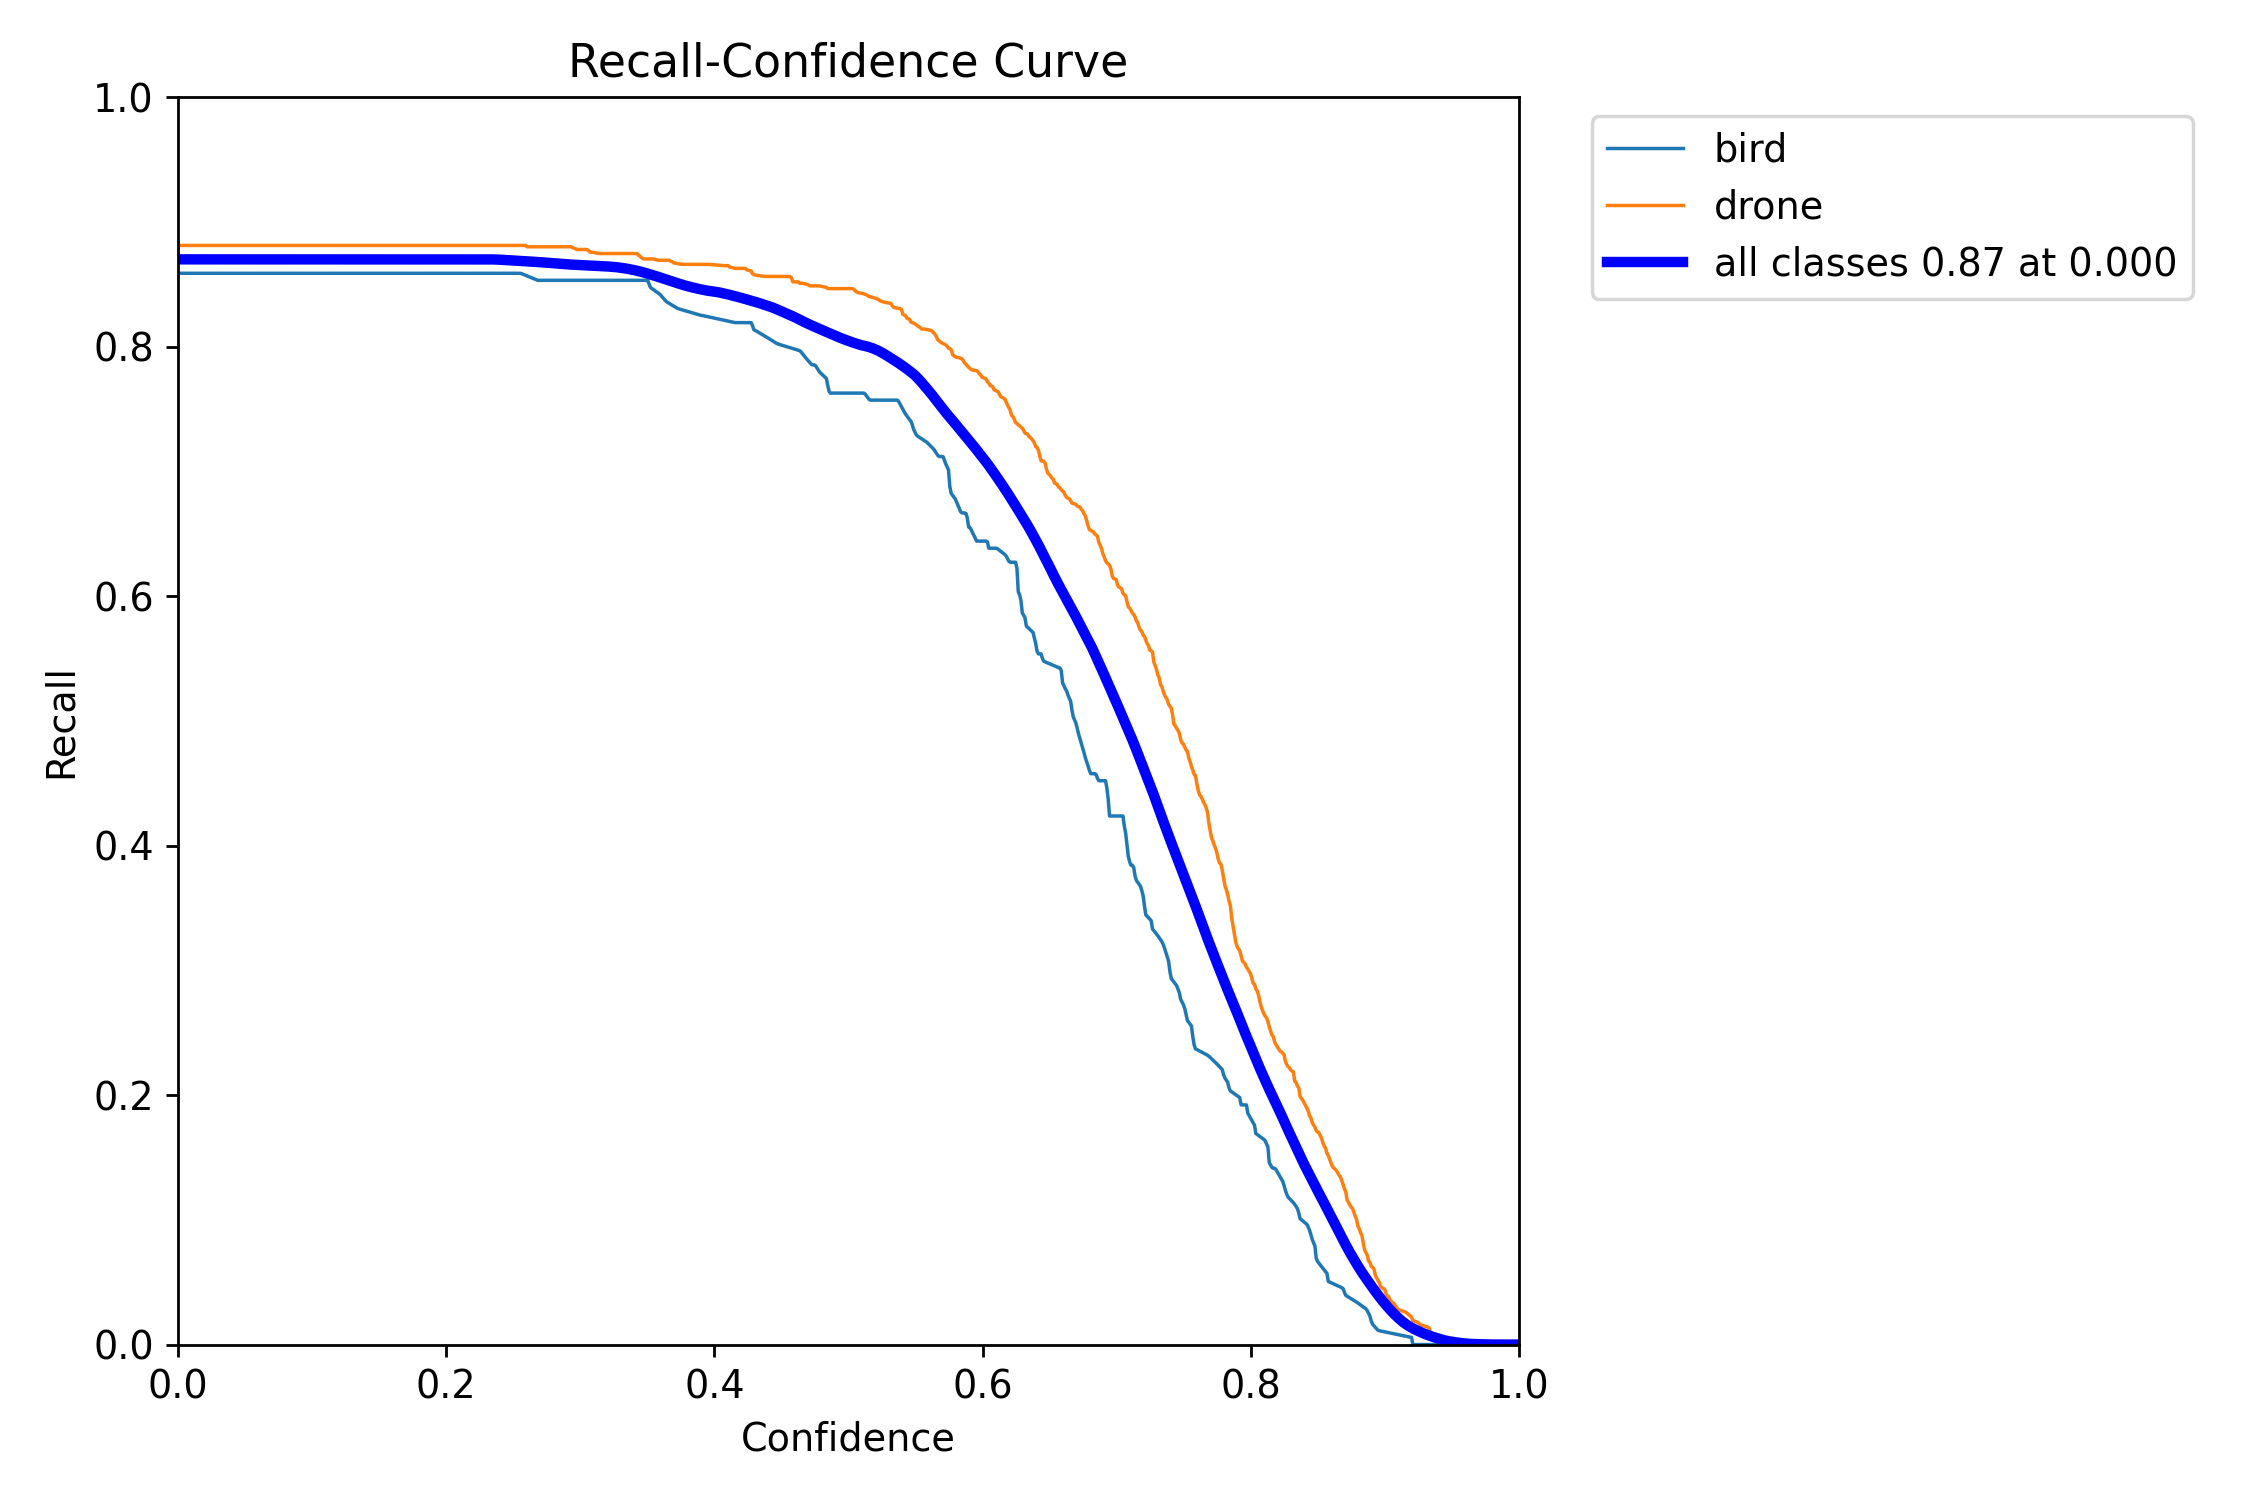 Recall-Confidence Curve
1.0
0.8
0.6
0.4
0.2
0.0
Recall
0.0 0.2 0.4 0.6 0.8 1.0
Confidence
bird
drone
all classes 0.87 at 0.000